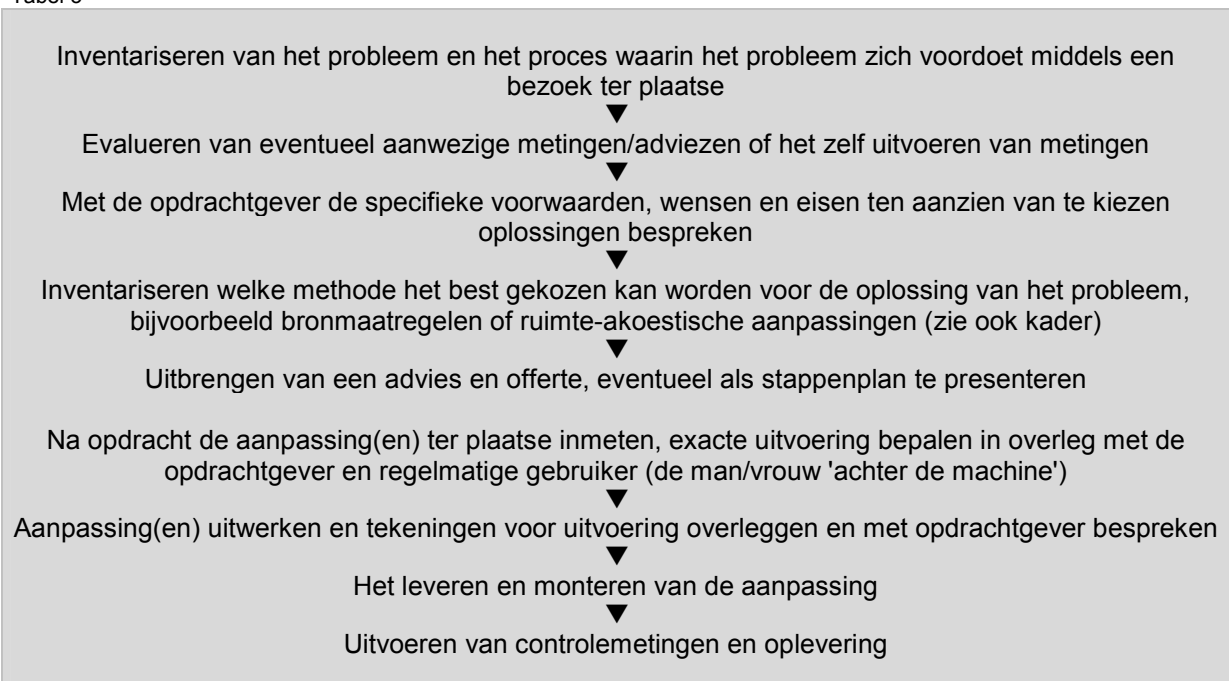 Tabel 3
Inventariseren van het probleem en het proces waarin het probleem zich voordoet middels een
bezoek ter plaatse
▼
Evalueren van eventueel aanwezige metingen/adviezen of het zelf uitvoeren van metingen
▼
Met de opdrachtgever de specifieke voorwaarden, wensen en eisen ten aanzien van te kiezen
oplossingen bespreken
▼
Inventariseren welke methode het best gekozen kan worden voor de oplossing van het probleem,
bijvoorbeeld bronmaatregelen of ruimte-akoestische aanpassingen (zie ook kader)
▼
Uitbrengen van een advies en offerte, eventueel als stappenplan te presenteren
Na opdracht de aanpassing(en) ter plaatse inmeten, exacte uitvoering bepalen in overleg met de
opdrachtgever en regelmatige gebruiker (de man/vrouw 'achter de machine')
▼
Aanpassing(en) uitwerken en tekeningen voor uitvoering overleggen en met opdrachtgever bespreken
▼
Het leveren en monteren van de aanpassing
▼
Uitvoeren van controlemetingen en oplevering